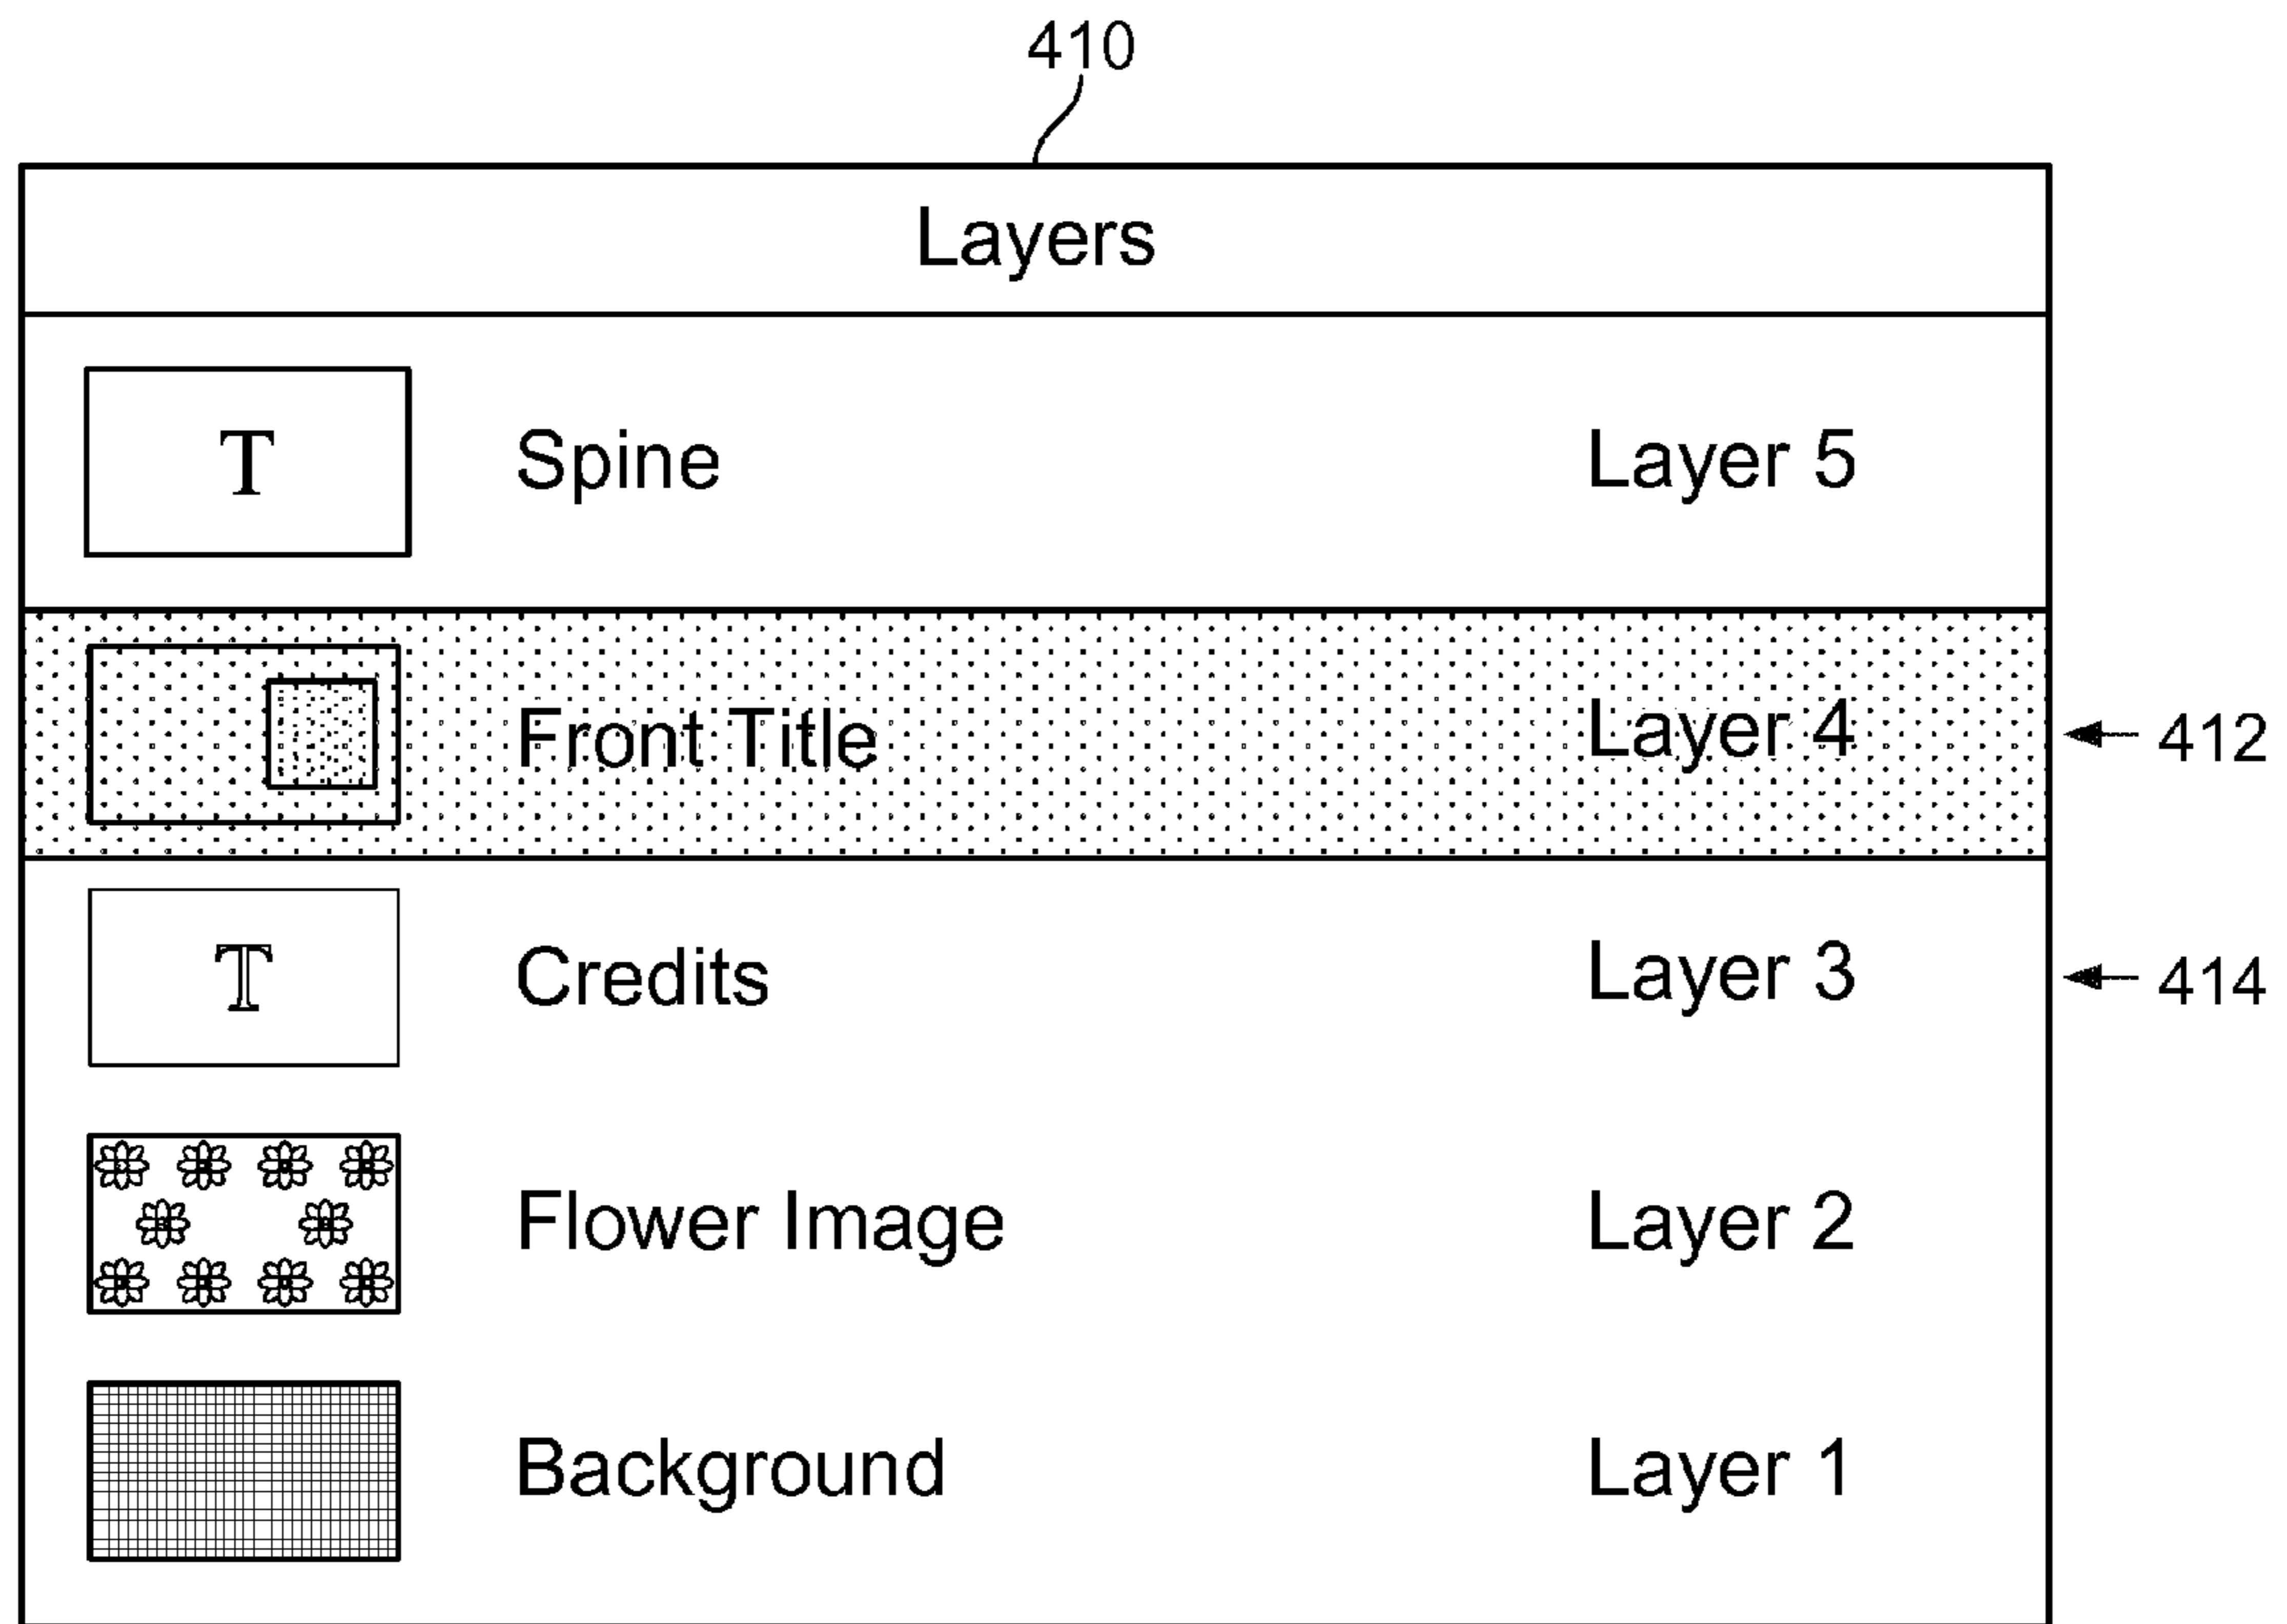 410
Layers
T Spine Layer 5
Front Title Layer 4 412
T Credits Layer 3 414
Flower Image Layer 2
Background Layer 1